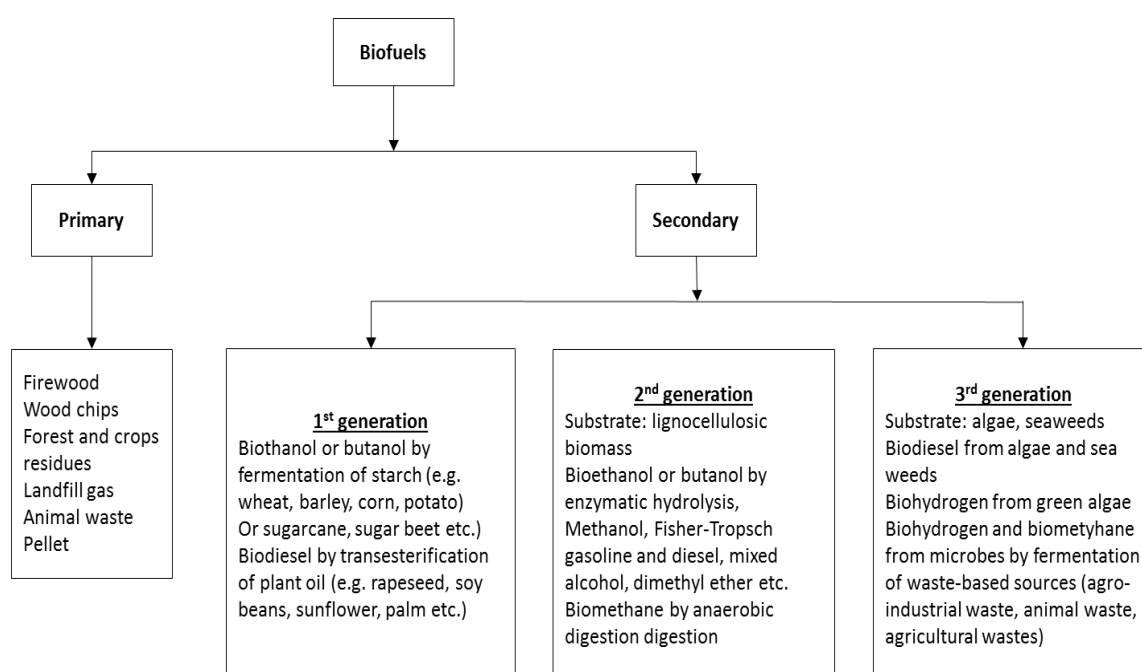 Biofuels
Primary
Secondary
Firewood
Wood chips
Forest and crops
residues
Landfill gas
Animal waste
Pellet
1st generation
Biothanol or butanol by
fermentation of starch (e.g.
wheat, barley, corn, potato)
Or sugarcane, sugar beet etc.)
Biodiesel by transesterification
of plant oil (e.g. rapeseed, soy
beans, sunflower, palm etc.)
2nd generation
Substrate: lignocellulosic
biomass
Bioethanol or butanol by
enzymatic hydrolysis,
Methanol, Fisher-Tropsch
gasoline and diesel, mixed
alcohol, dimethyl ether etc.
Biomethane by anaerobic
digestion digestion
3rd generation
Substrate: algae, seaweeds
Biodiesel from algae and sea
weeds
Biohydrogen from green algae
Biohydrogen and biometyhane
from microbes by fermentation
of waste-based sources (agro-
industrial waste, animal waste,
agricultural wastes)